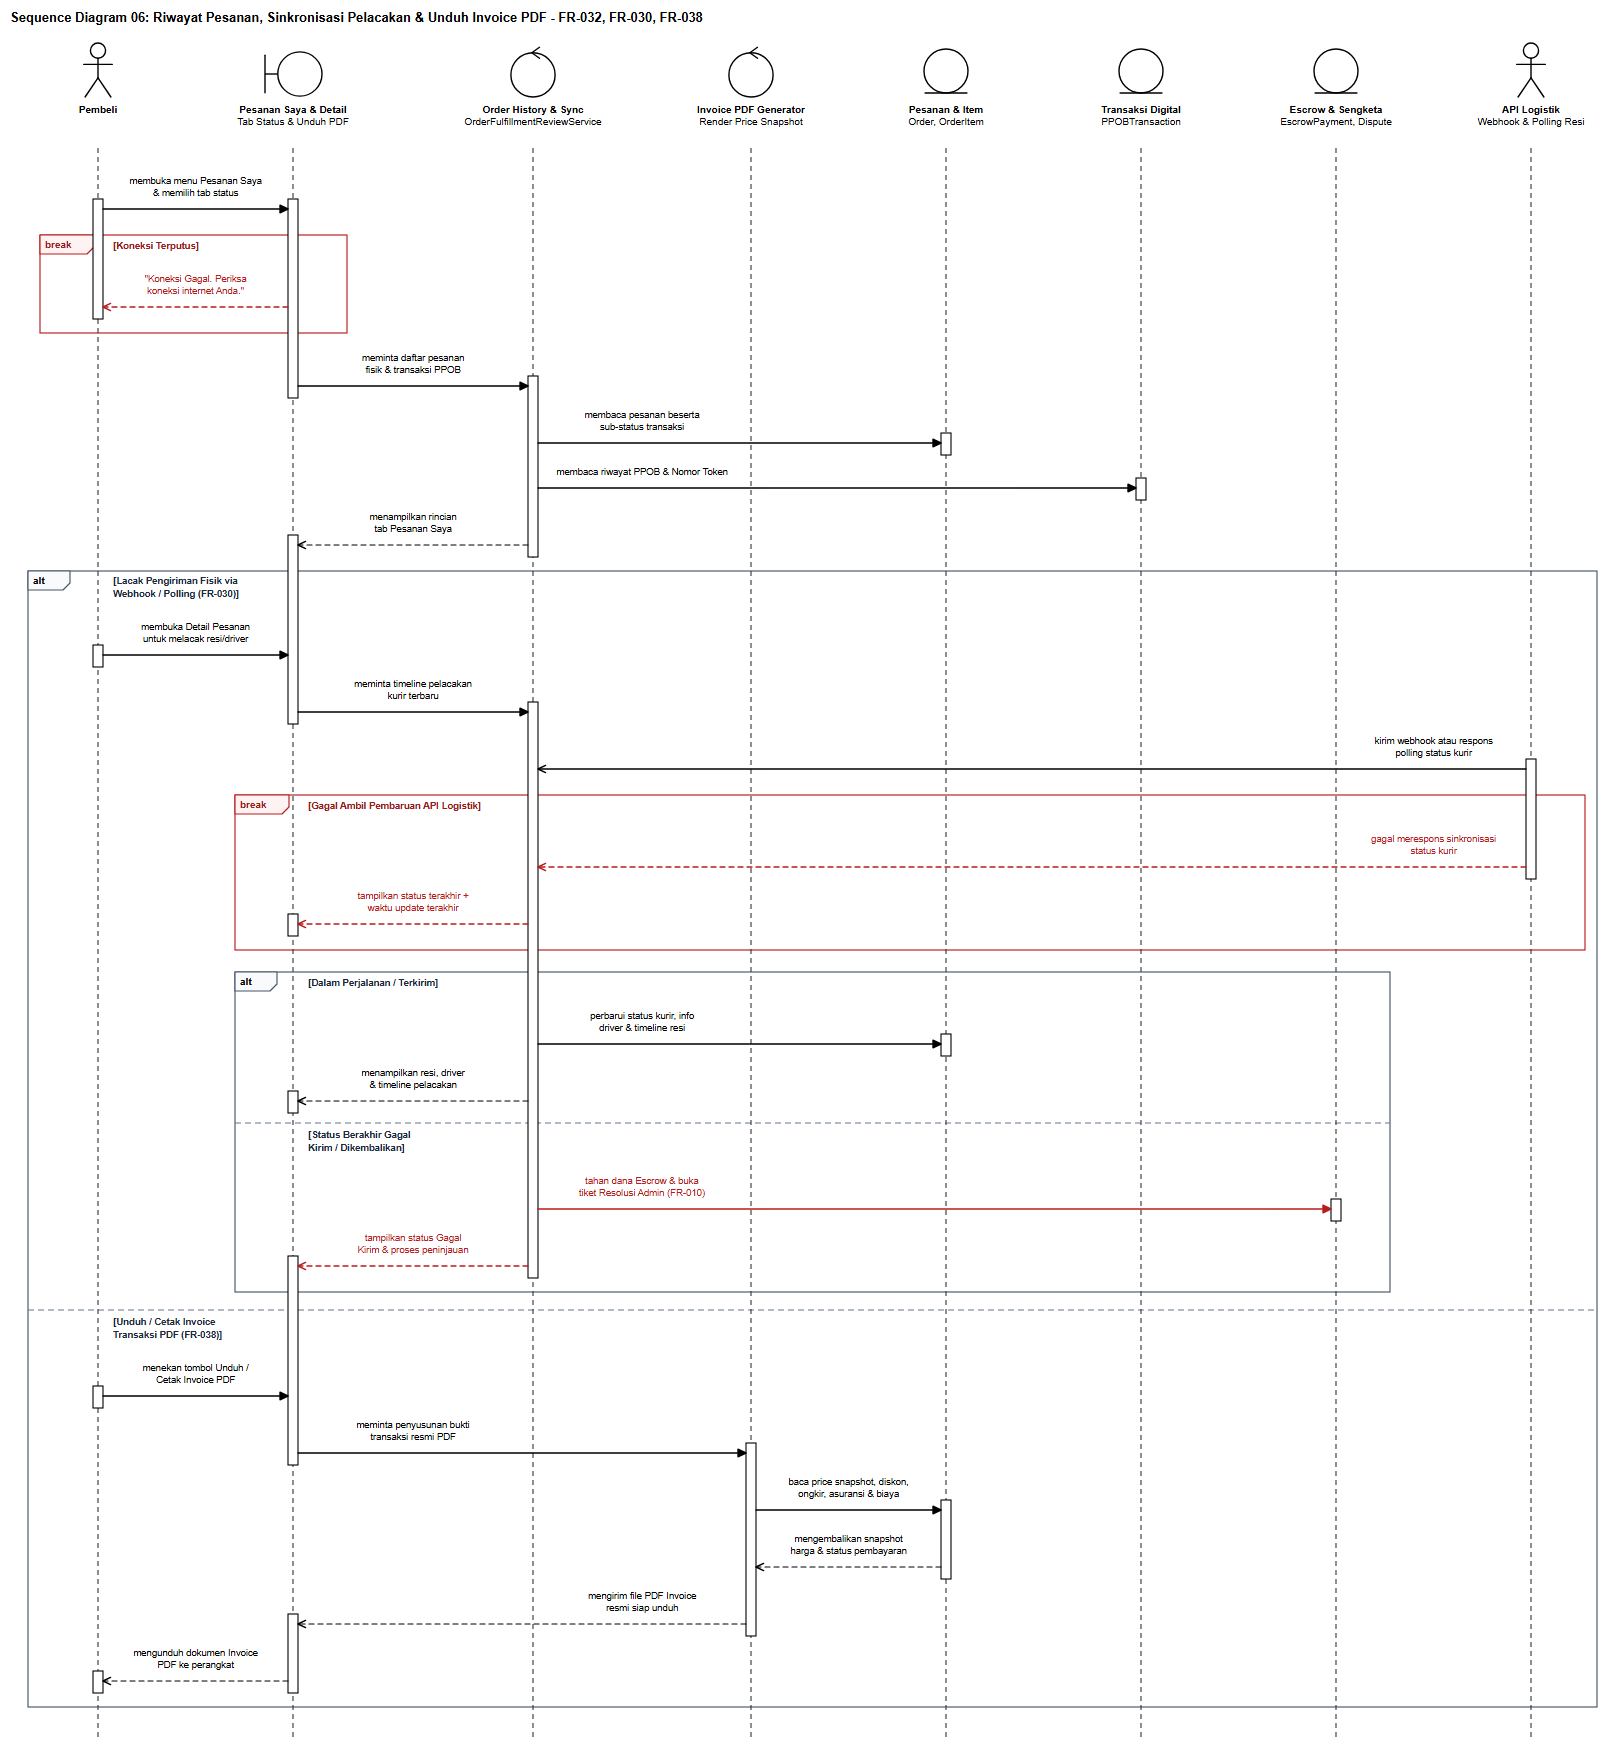 Sequence Diagram 06: Riwayat Pesanan, Sinkronisasi Pelacakan & Unduh Invoice PDF - FR-032, FR-030, FR-038
Pembeli
Pesanan Saya & Detail
Tab Status & Unduh PDF
Order History & Sync
OrderFulfillmentReviewService
Invoice PDF Generator
Render Price Snapshot
Pesanan & Item
Order, OrderItem
Transaksi Digital
PPOBTransaction
Escrow & Sengketa
EscrowPayment, Dispute
API Logistik
Webhook & Polling Resi
membuka menu Pesanan Saya
& memilih tab status
break
[Koneksi Terputus]
"Koneksi Gagal. Periksa
koneksi internet Anda."
meminta daftar pesanan
fisik & transaksi PPOB
membaca pesanan beserta
sub-status transaksi
membaca riwayat PPOB & Nomor Token
menampilkan rincian
tab Pesanan Saya
alt
[Lacak Pengiriman Fisik via
Webhook / Polling (FR-030)]
membuka Detail Pesanan
untuk melacak resi/driver
meminta timeline pelacakan
kurir terbaru
kirim webhook atau respons
polling status kurir
break
[Gagal Ambil Pembaruan API Logistik]
gagal merespons sinkronisasi
status kurir
tampilkan status terakhir +
waktu update terakhir
alt
[Dalam Perjalanan / Terkirim]
perbarui status kurir, info
driver & timeline resi
menampilkan resi, driver
& timeline pelacakan
[Status Berakhir Gagal
Kirim / Dikembalikan]
tahan dana Escrow & buka
tiket Resolusi Admin (FR-010)
tampilkan status Gagal
Kirim & proses peninjauan
[Unduh / Cetak Invoice
Transaksi PDF (FR-038)]
menekan tombol Unduh /
Cetak Invoice PDF
meminta penyusunan bukti
transaksi resmi PDF
baca price snapshot, diskon,
ongkir, asuransi & biaya
mengembalikan snapshot
harga & status pembayaran
mengirim file PDF Invoice
resmi siap unduh
mengunduh dokumen Invoice
PDF ke perangkat